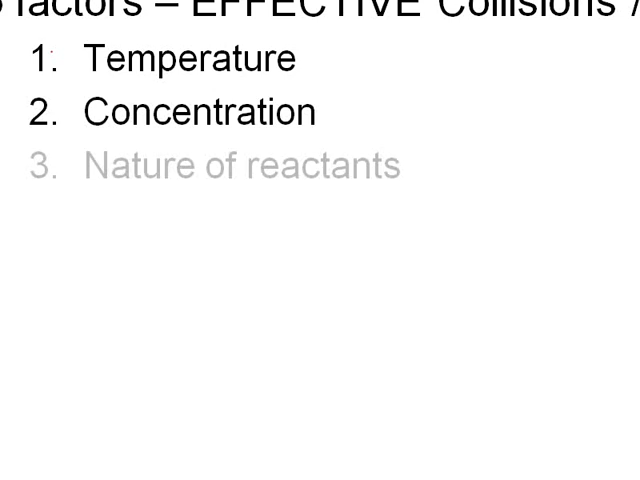 factors – EFFECTIVE Collisions /
1. Temperature
2. Concentration
3. Nature of reactants